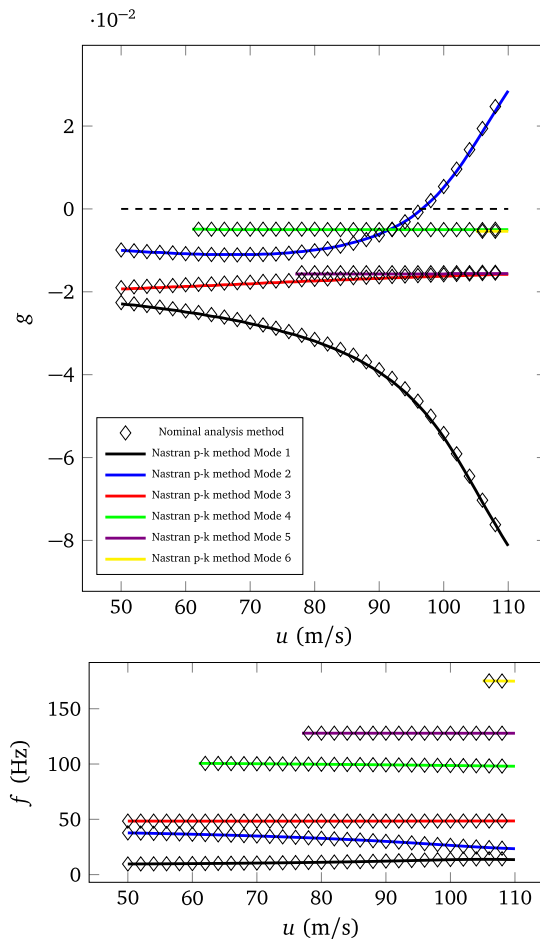 ·10−2
2
0
−2
−4
−6
−8
g
Nominal analysis method
Nastran p-k method Mode 1
Nastran p-k method Mode 2
Nastran p-k method Mode 3
Nastran p-k method Mode 4
Nastran p-k method Mode 5
Nastran p-k method Mode 6
50 60 70 80 90 100 110
u (m/s)
150
100
50
0
f (Hz)
50 60 70 80 90 100 110
u (m/s)